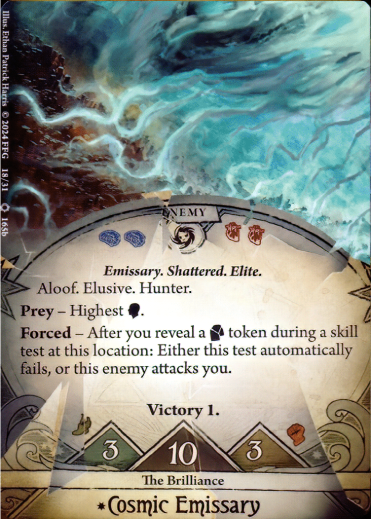 Illus. Ethan Patrick Harris © 2024 FFG 18/31 165b
ENEMY
Emissary. Shattered. Elite.
Aloof. Elusive. Hunter.
Prey – Highest .
Forced – After you reveal a token during a skill
test at this location: Either this test automatically
fails, or this enemy attacks you.
Victory 1.
3 10 3
The Brilliance
*Cosmic Emissary